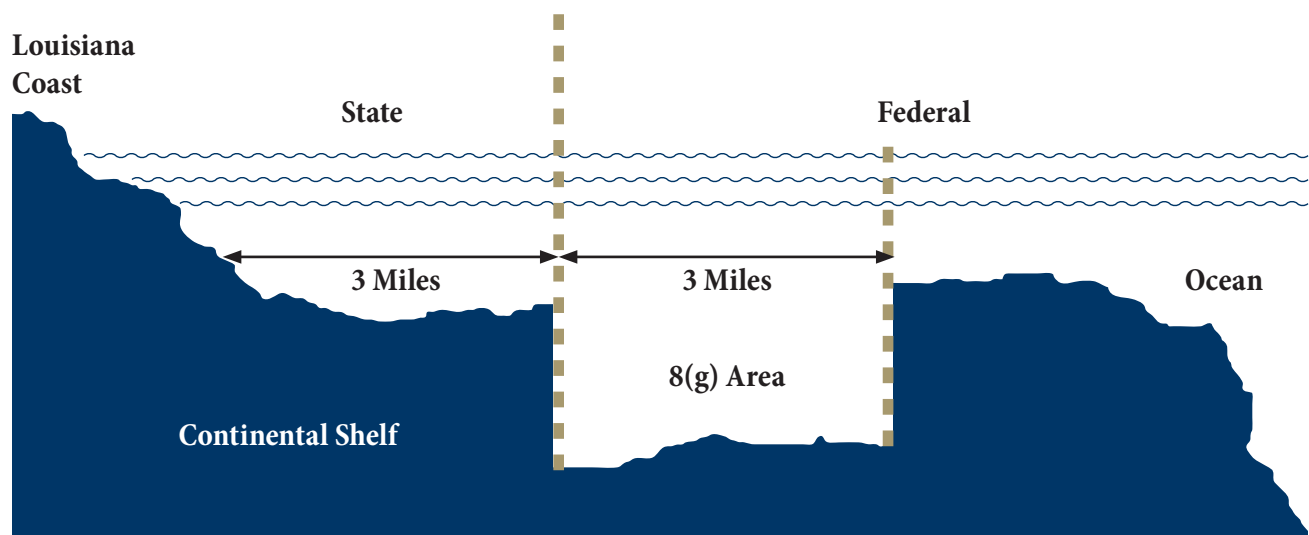 Louisiana
Coast
State
Federal
3 Miles
3 Miles
Ocean
8(g) Area
Continental Shelf